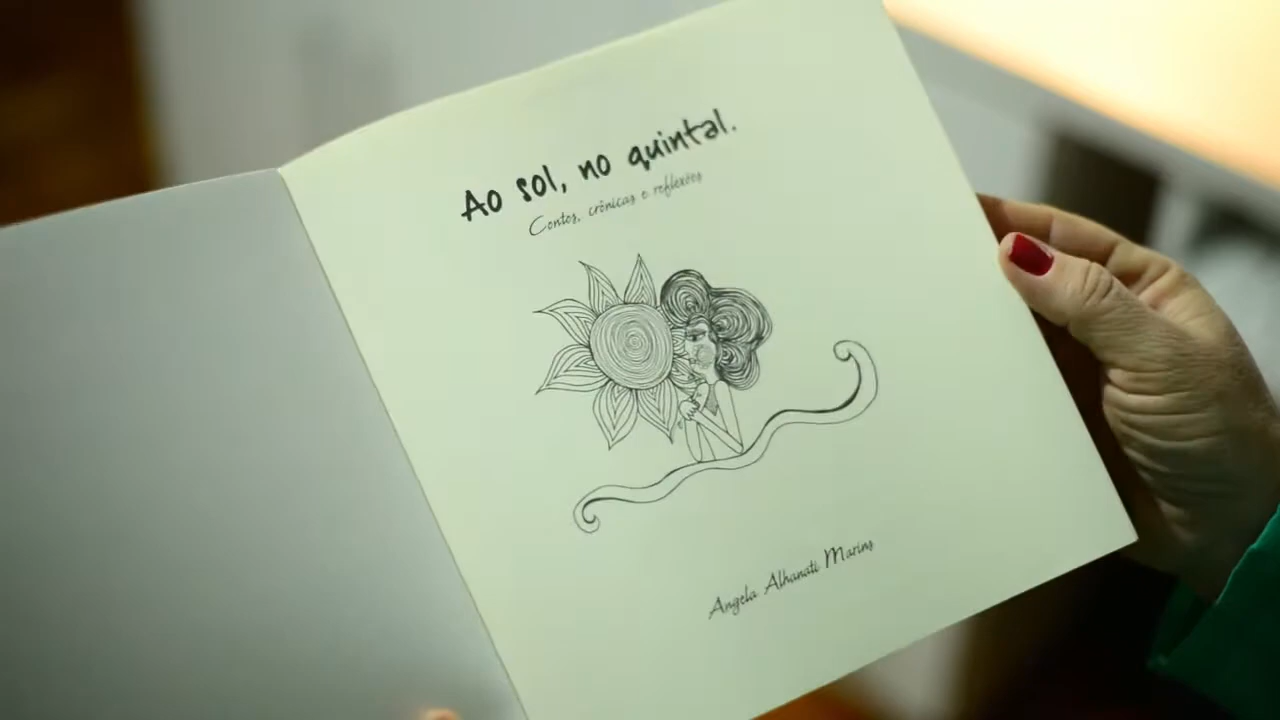 Ao sol, no quintal.
Contos, crônicas e reflexões
Angela Alhanati Marins